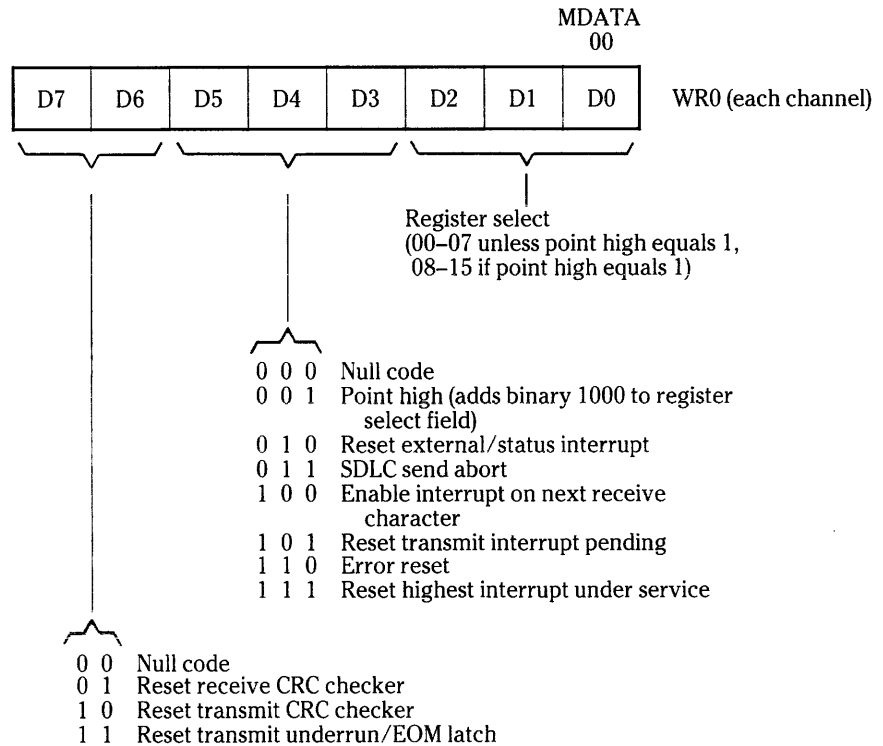 MDATA
00
D7 D6 D5 D4 D3 D2 D1 D0 WR0 (each channel)
Register select
(00–07 unless point high equals 1,
08–15 if point high equals 1)
0 0 0 Null code
0 0 1 Point high (adds binary 1000 to register
select field)
0 1 0 Reset external/status interrupt
0 1 1 SDLC send abort
1 0 0 Enable interrupt on next receive
character
1 0 1 Reset transmit interrupt pending
1 1 0 Error reset
1 1 1 Reset highest interrupt under service
0 0 Null code
0 1 Reset receive CRC checker
1 0 Reset transmit CRC checker
1 1 Reset transmit underrun/EOM latch